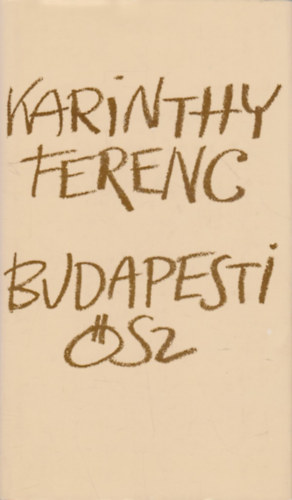 KARINTHY
FERENC
BUDAPESTI
ŐSZ